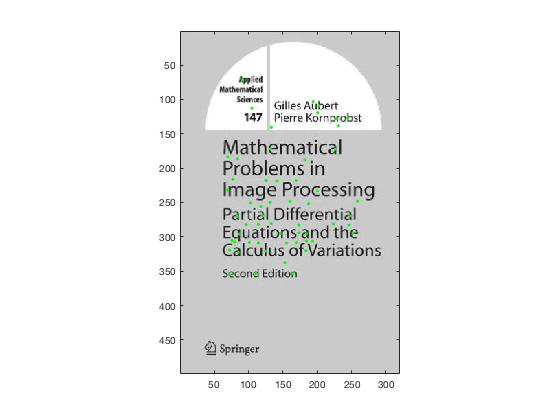 Applied
Mathematical
Sciences
147
Gilles Aubert
Pierre Kornprobst
Mathematical
Problems in
Image Processing
Partial Differential
Equations and the
Calculus of Variations
Second Edition
Springer
50
100
150
200
250
300
350
400
450
50
100
150
200
250
300